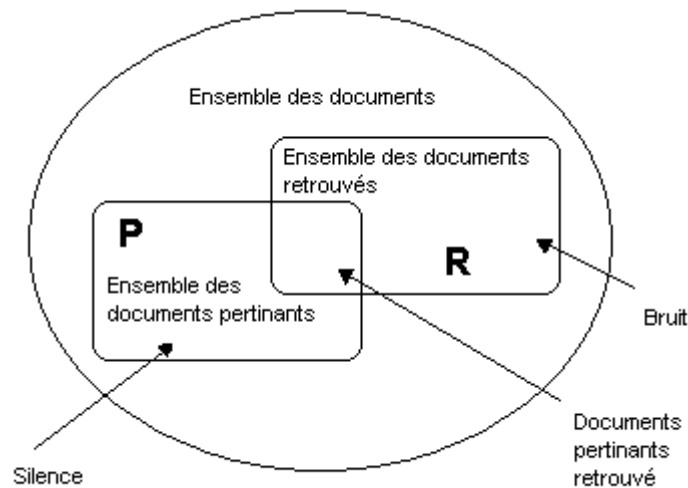 Ensemble des documents
Ensemble des documents
retrouvés
P
R
Ensemble des
documents pertinants
Bruit
Documents
pertinants
retrouvé
Silence